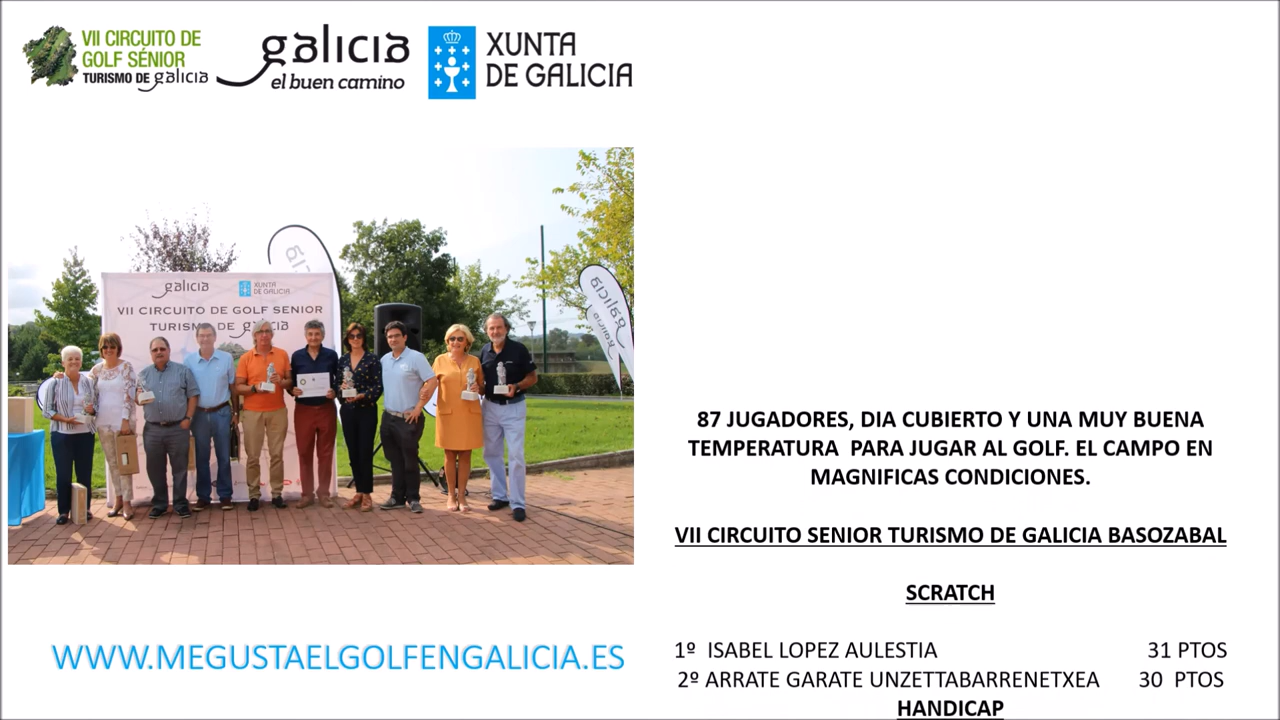 VII CIRCUITO DE
GOLF SÉNIOR
TURISMO DE galicia
galicia
el buen camino
XUNTA
DE GALICIA
galicia
XUNTA
DE GALICIA
VII CIRCUITO DE GOLF SENIOR
TURISMO DE galicia
galicia
87 JUGADORES, DIA CUBIERTO Y UNA MUY BUENA
TEMPERATURA PARA JUGAR AL GOLF. EL CAMPO EN
MAGNIFICAS CONDICIONES.
VII CIRCUITO SENIOR TURISMO DE GALICIA BASOZABAL
SCRATCH
1º ISABEL LOPEZ AULESTIA 31 PTOS
2º ARRATE GARATE UNZETTABARRENETXEA 30 PTOS
HANDICAP
WWW.MEGUSTAELGOLFENGALICIA.ES